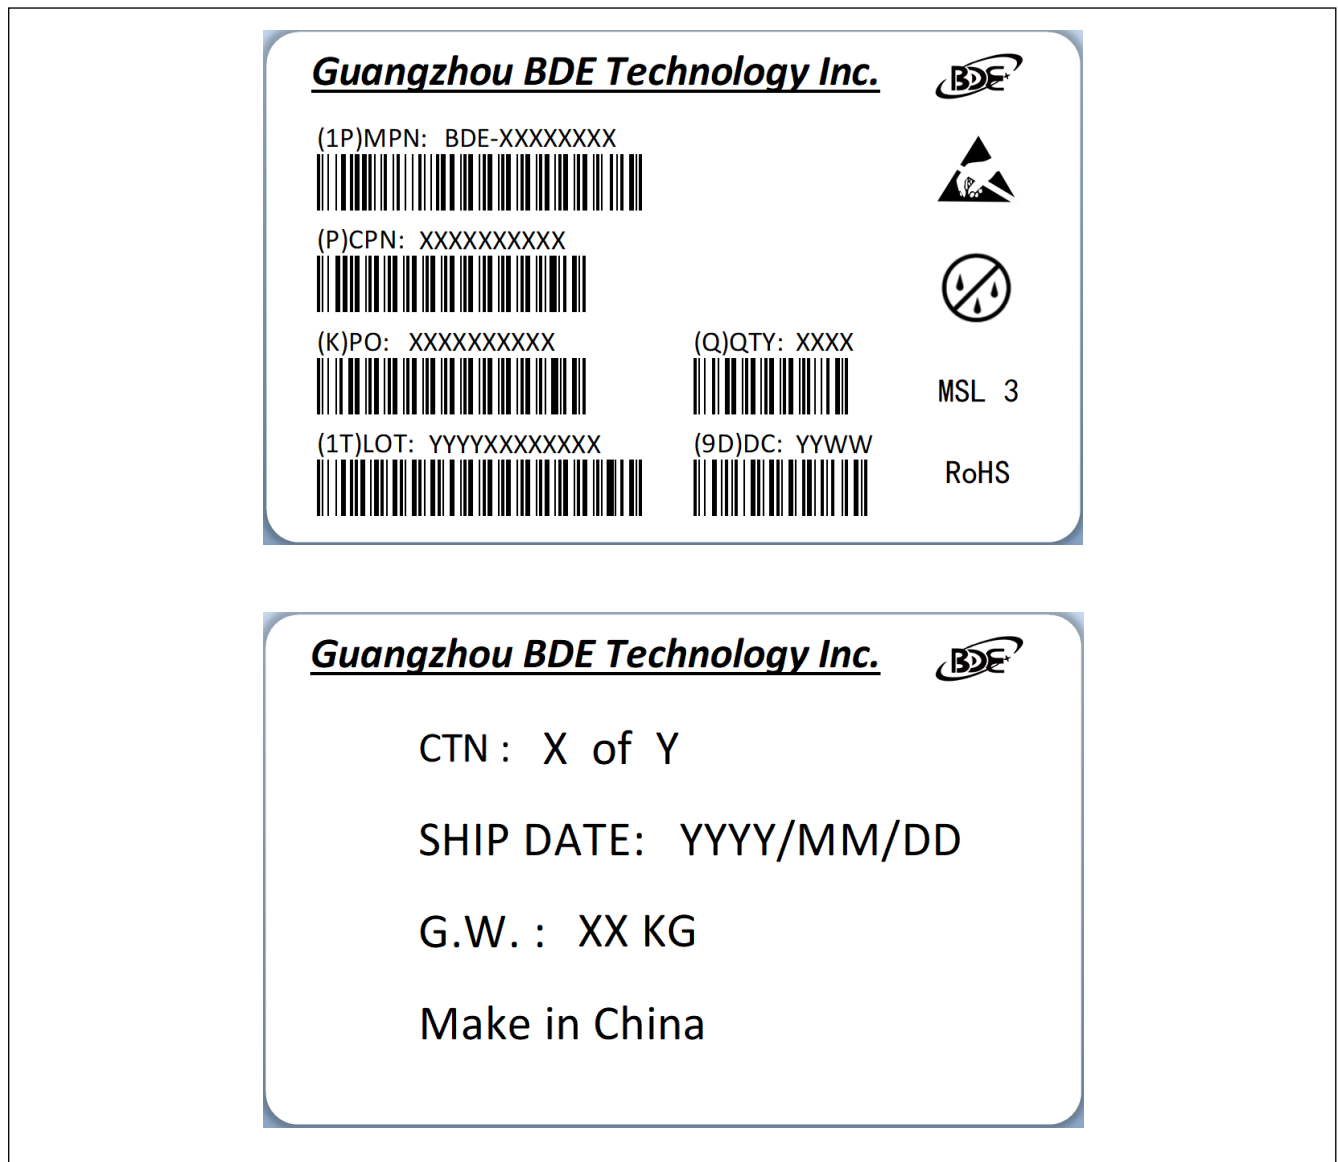 Guangzhou BDE Technology Inc.
BDE
(1P)MPN: BDE-XXXXXXXX
(P)CPN: XXXXXXXXXX
(K)PO: XXXXXXXXXX
(Q)QTY: XXXX
MSL 3
(1T)LOT: YYYYXXXXXXXX
(9D)DC: YYWW
RoHS
Guangzhou BDE Technology Inc.
BDE
CTN : X of Y
SHIP DATE: YYYY/MM/DD
G.W. : XX KG
Make in China